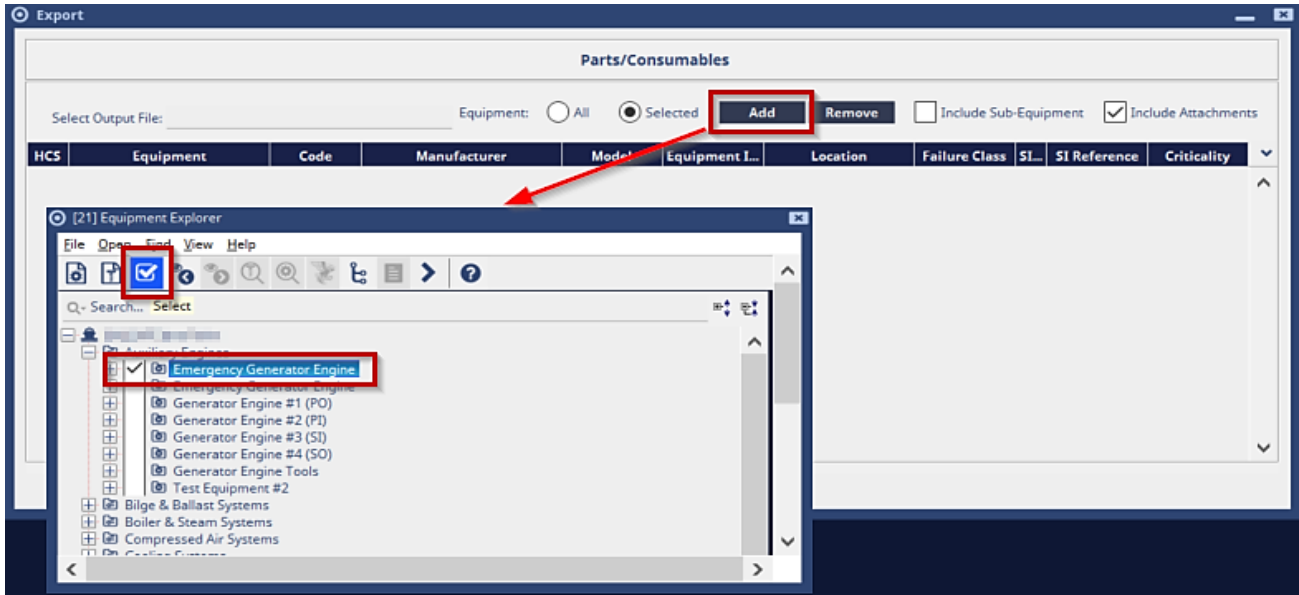 Export
Parts/Consumables
Select Output File: Equipment: All Selected Add Remove Include Sub-Equipment Include Attachments
HCS Equipment Code Manufacturer Model Equipment I... Location Failure Class SI... SI Reference Criticality
[21] Equipment Explorer
File Open Find View Help
Search... Select
Auxiliary Engines
Emergency Generator Engine
Emergency Generator Engine
Generator Engine #1 (PO)
Generator Engine #2 (PI)
Generator Engine #3 (SI)
Generator Engine #4 (SO)
Generator Engine Tools
Test Equipment #2
Bilge & Ballast Systems
Boiler & Steam Systems
Compressed Air Systems
Cooling Systems